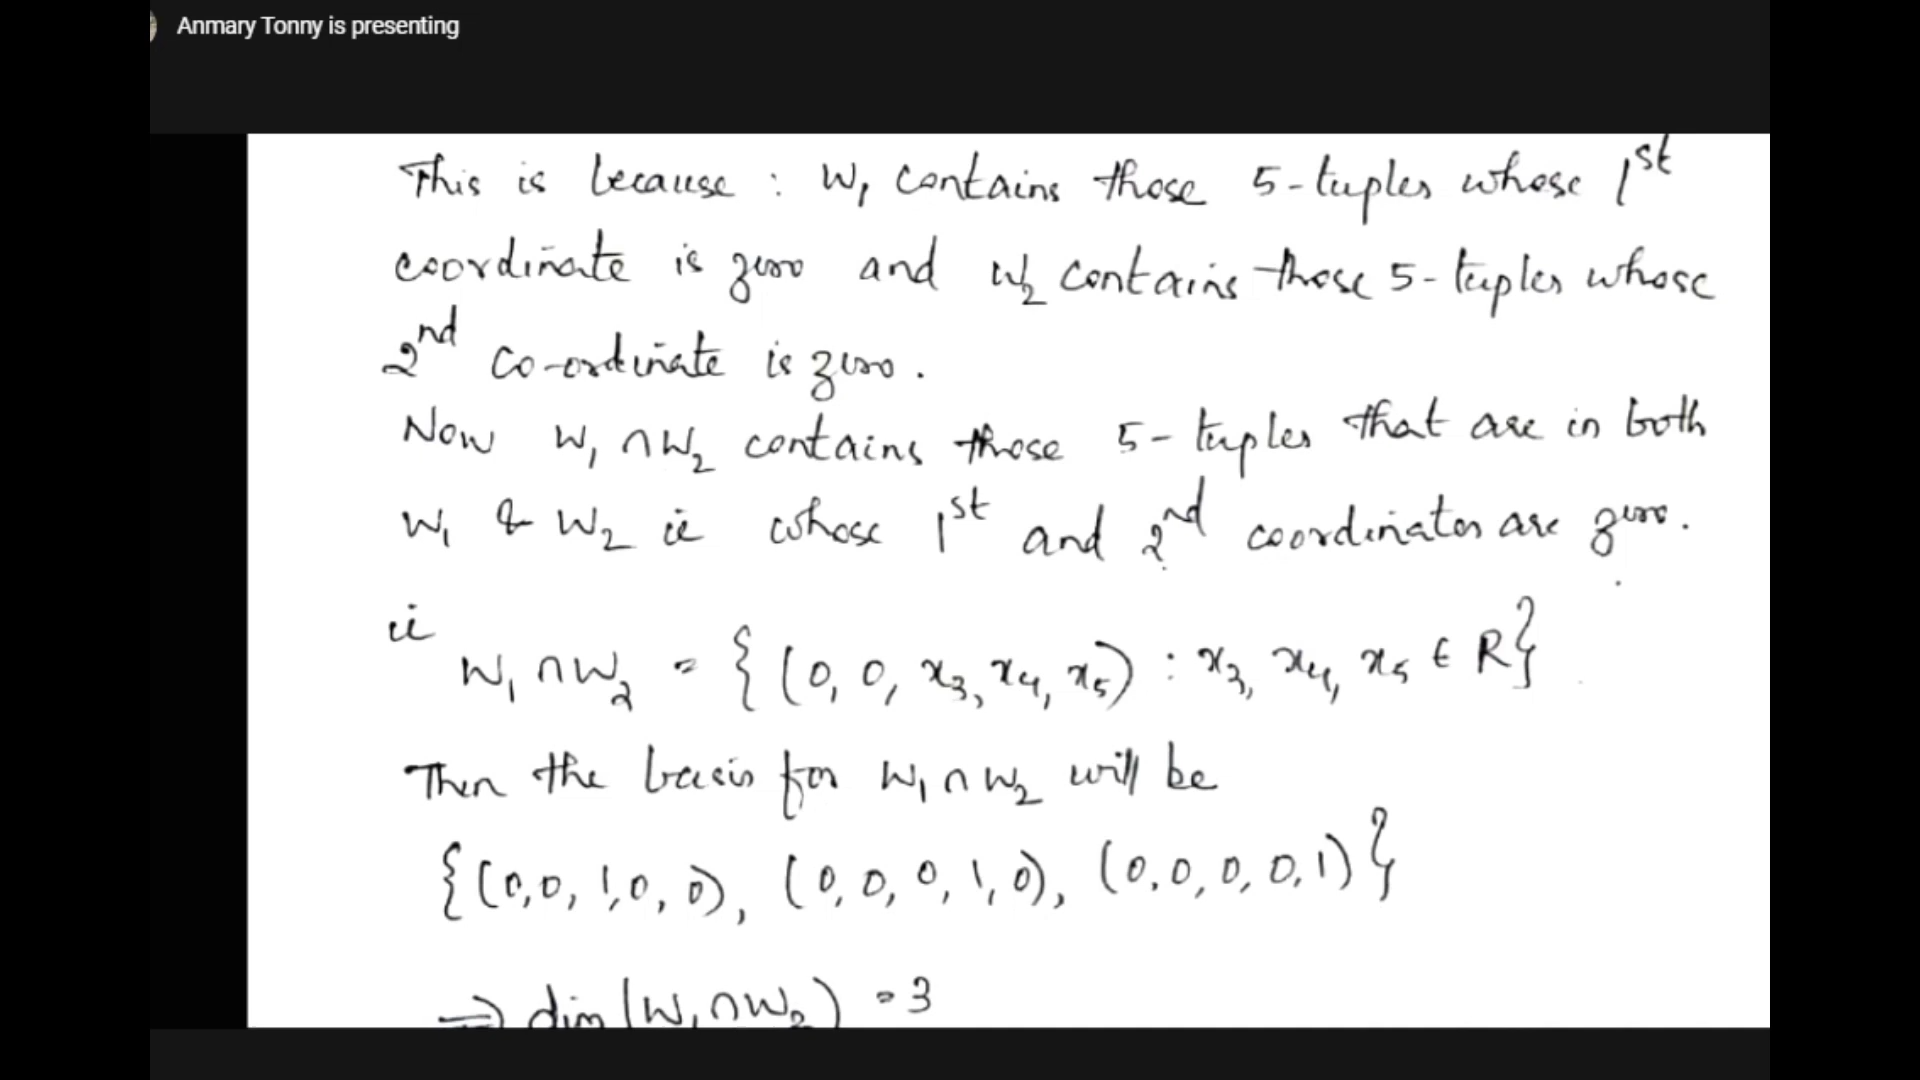 Anmary Tonny is presenting
This is because : W₁ contains those 5-tuples whose 1st
coordinate is zero and W₂ contains those 5-tuples whose
2nd co-ordinate is zero.
Now W₁ ∩ W₂ contains those 5-tuples that are in both
W₁ & W₂ ie whose 1st and 2nd coordinates are zero.
ie
W₁ ∩ W₂ = {(0, 0, x₃, x₄, x₅) : x₃, x₄, x₅ ∈ R}
Then the basis for W₁ ∩ W₂ will be
{(0,0,1,0,0), (0,0,0,1,0), (0,0,0,0,1)}
⇒ dim(W₁ ∩ W₂) = 3